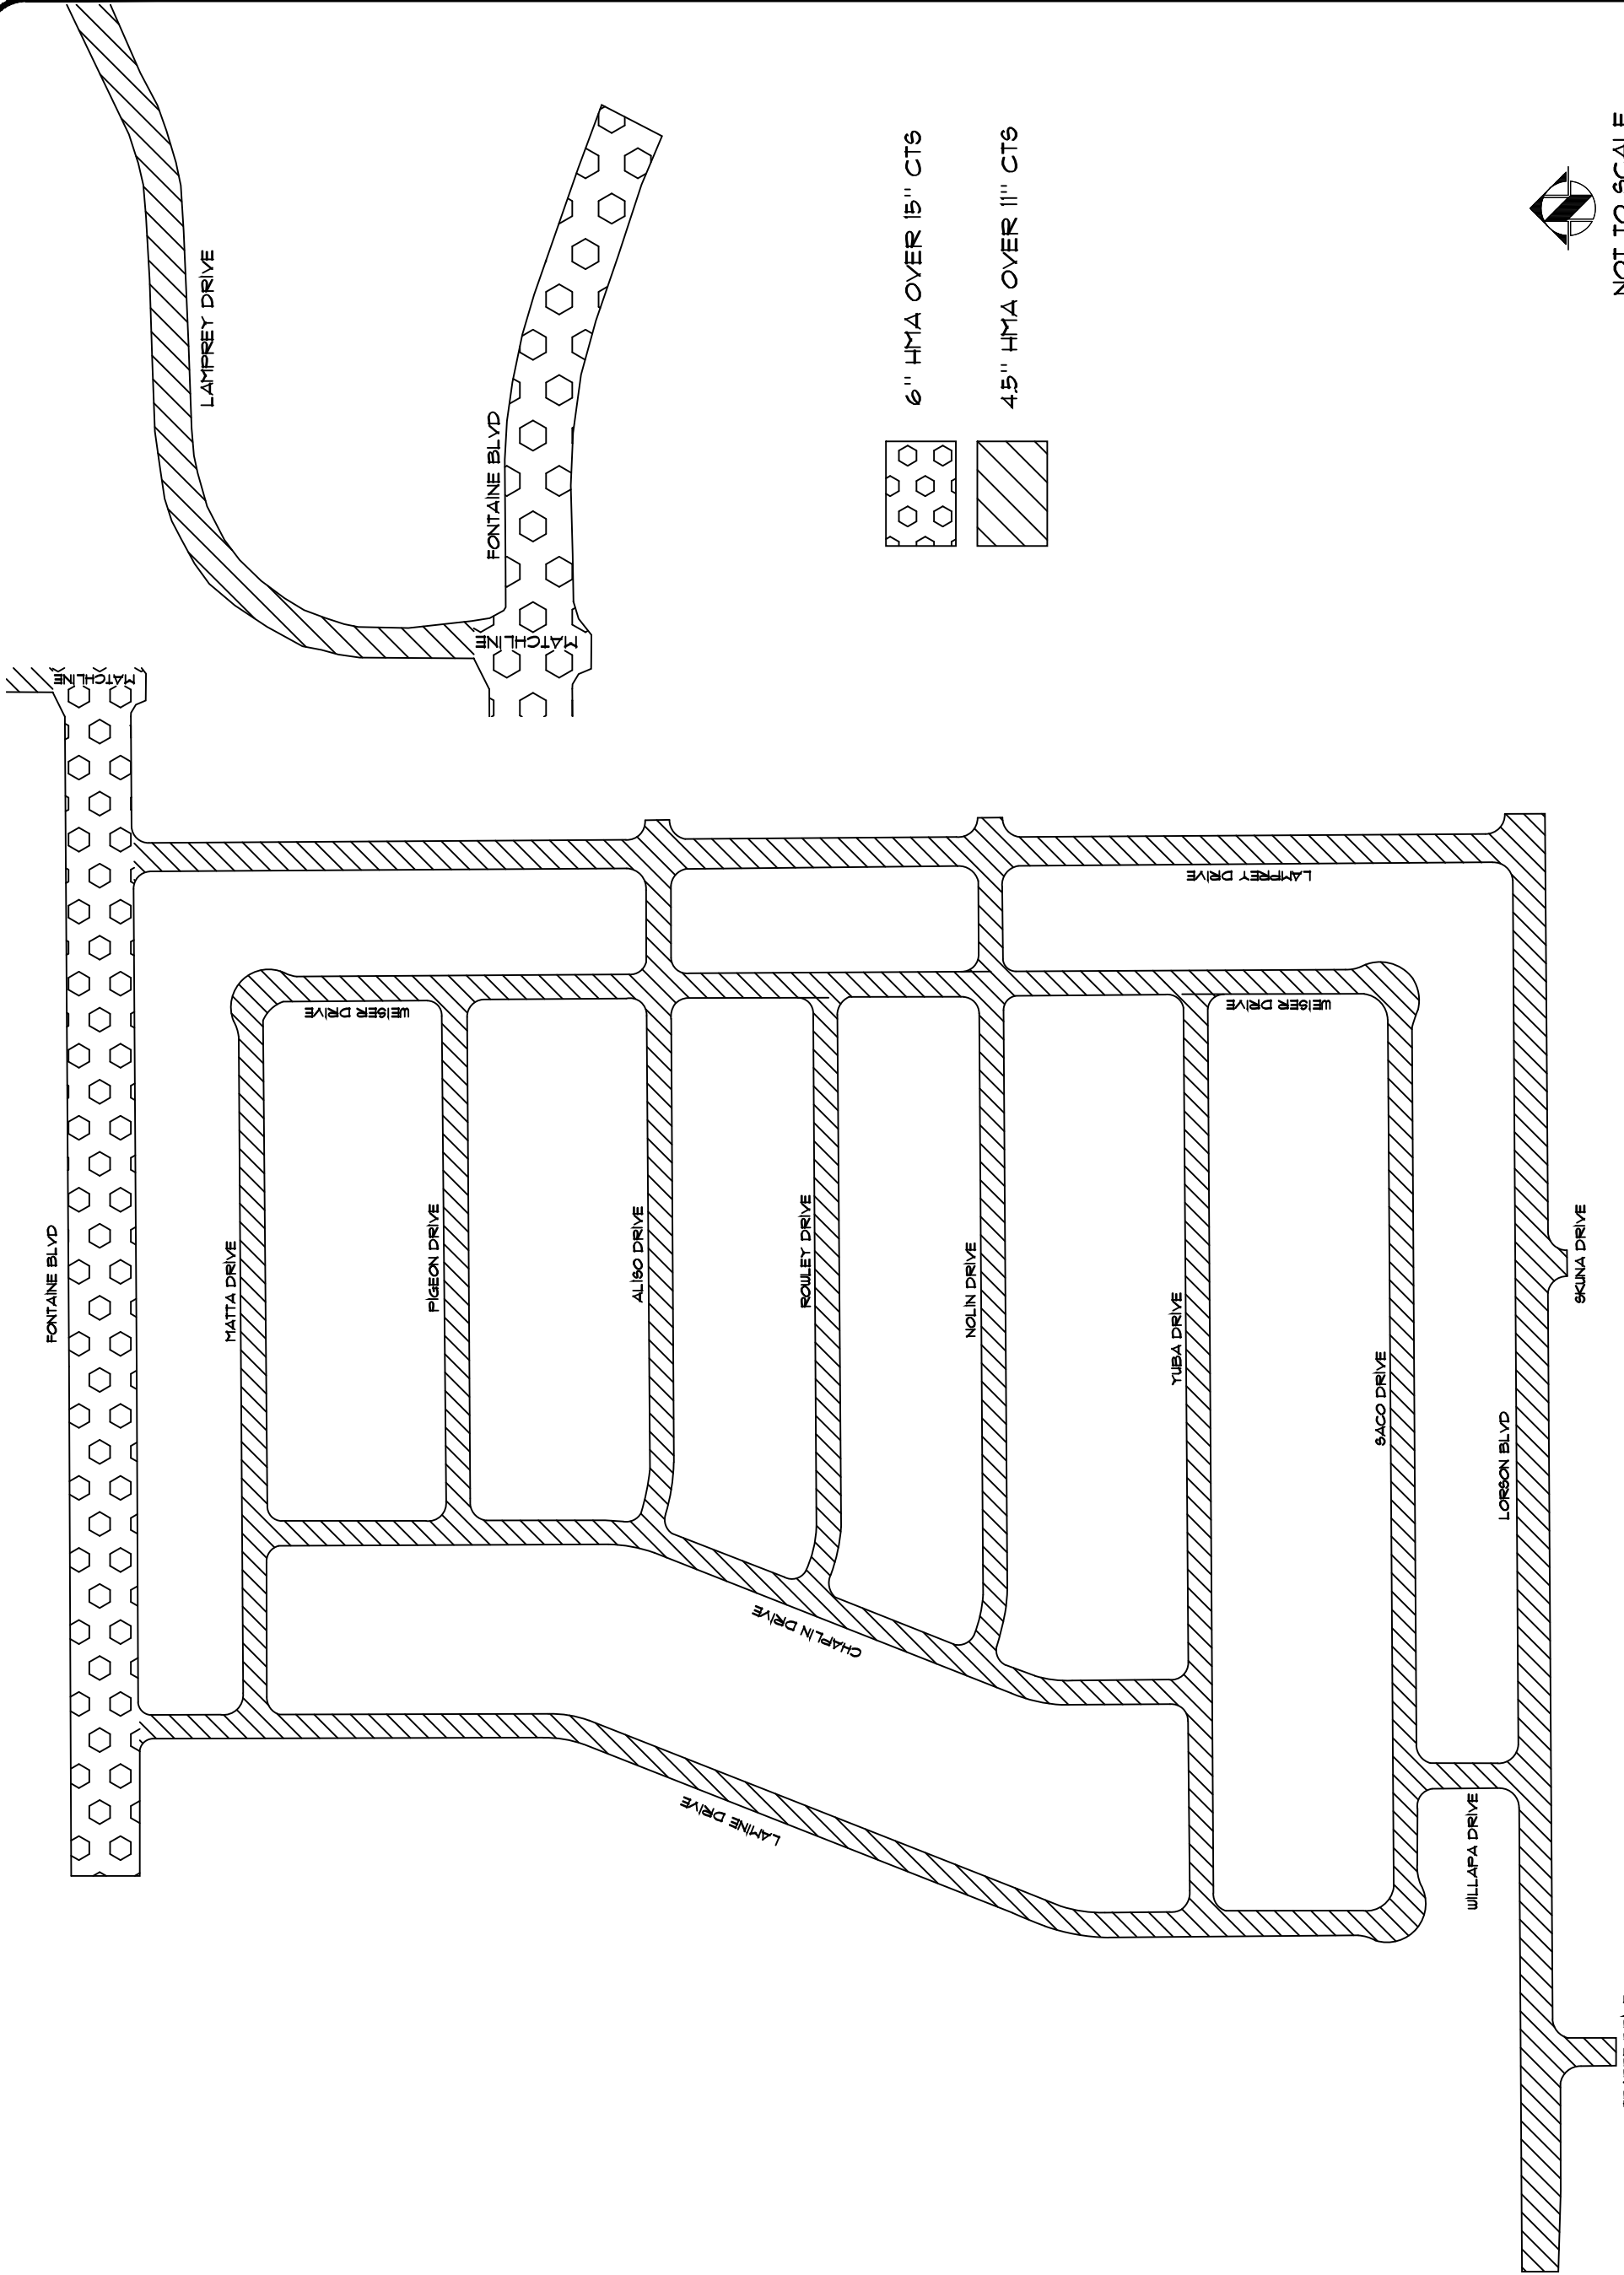 LAMPREY DRIVE
FONTAINE BLVD
MATCHLINE
6" HMA OVER 15" CTS
4.5" HMA OVER 11" CTS
N
NOT TO SCALE
MATCHLINE
FONTAINE BLVD
LAMPREY DRIVE
WEISER DRIVE
WEISER DRIVE
MATTA DRIVE
PIGEON DRIVE
ALISO DRIVE
ROWLEY DRIVE
NOLIN DRIVE
YUBA DRIVE
SACO DRIVE
LORSON BLVD
SKUNA DRIVE
CHAPLIN DRIVE
LAMINE DRIVE
WILLAPA DRIVE